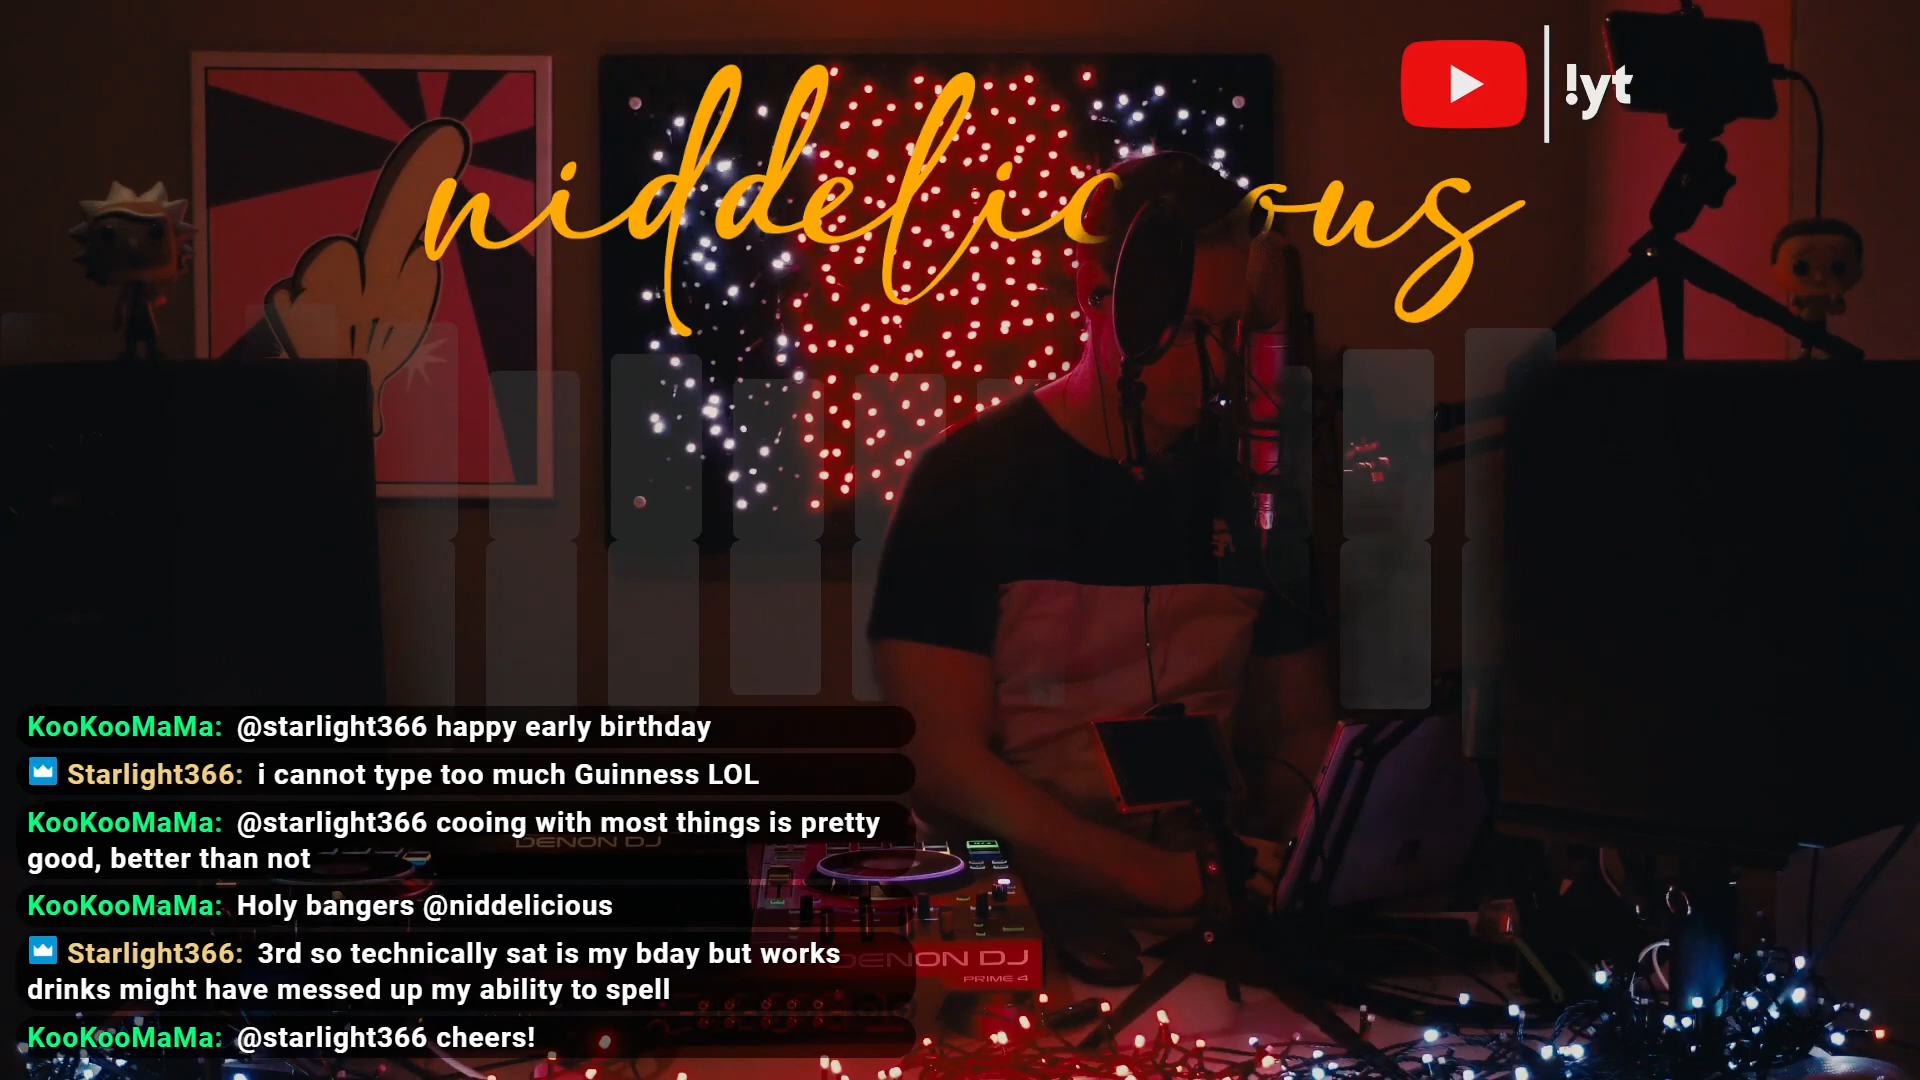 niddelicious
!yt
KooKooMaMa: @starlight366 happy early birthday
Starlight366: i cannot type too much Guinness LOL
KooKooMaMa: @starlight366 cooing with most things is pretty
good, better than not
DENON DJ
KooKooMaMa: Holy bangers @niddelicious
Starlight366: 3rd so technically sat is my bday but works
drinks might have messed up my ability to spell
DENON DJ
PRIME 4
KooKooMaMa: @starlight366 cheers!